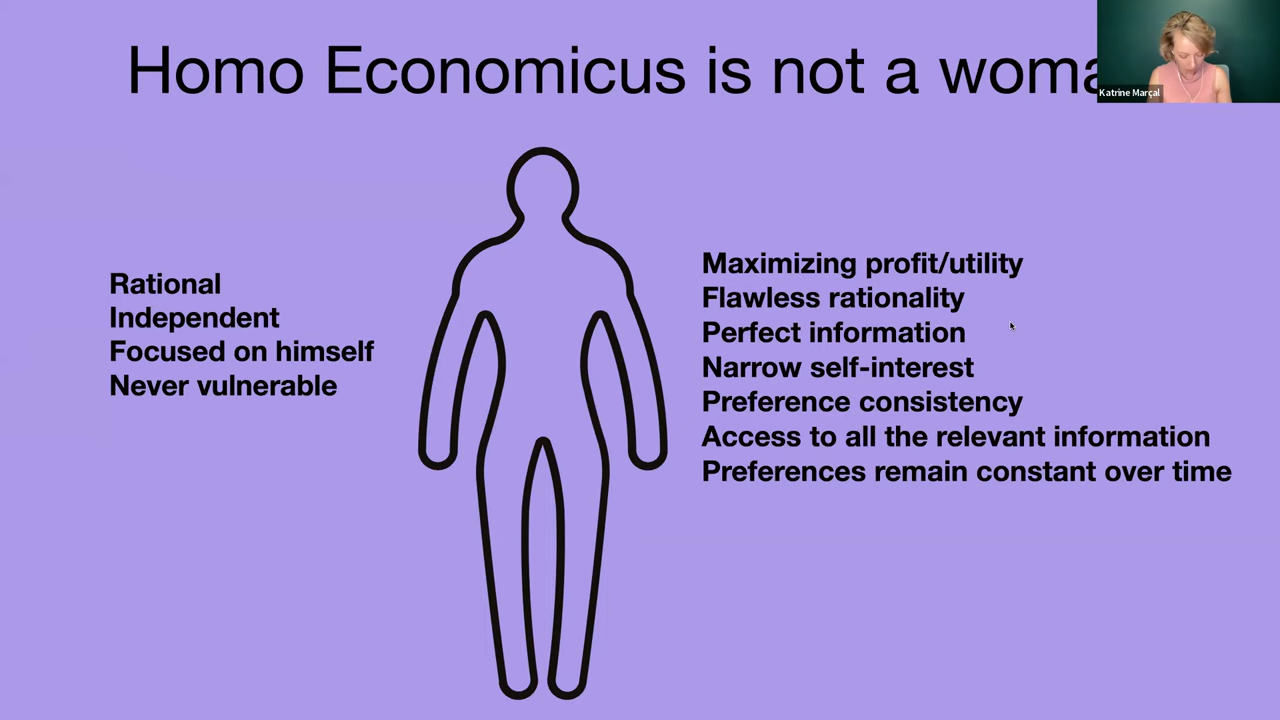 Homo Economicus is not a woma
Katrine Marçal
Rational
Independent
Focused on himself
Never vulnerable
Maximizing profit/utility
Flawless rationality
Perfect information
Narrow self-interest
Preference consistency
Access to all the relevant information
Preferences remain constant over time